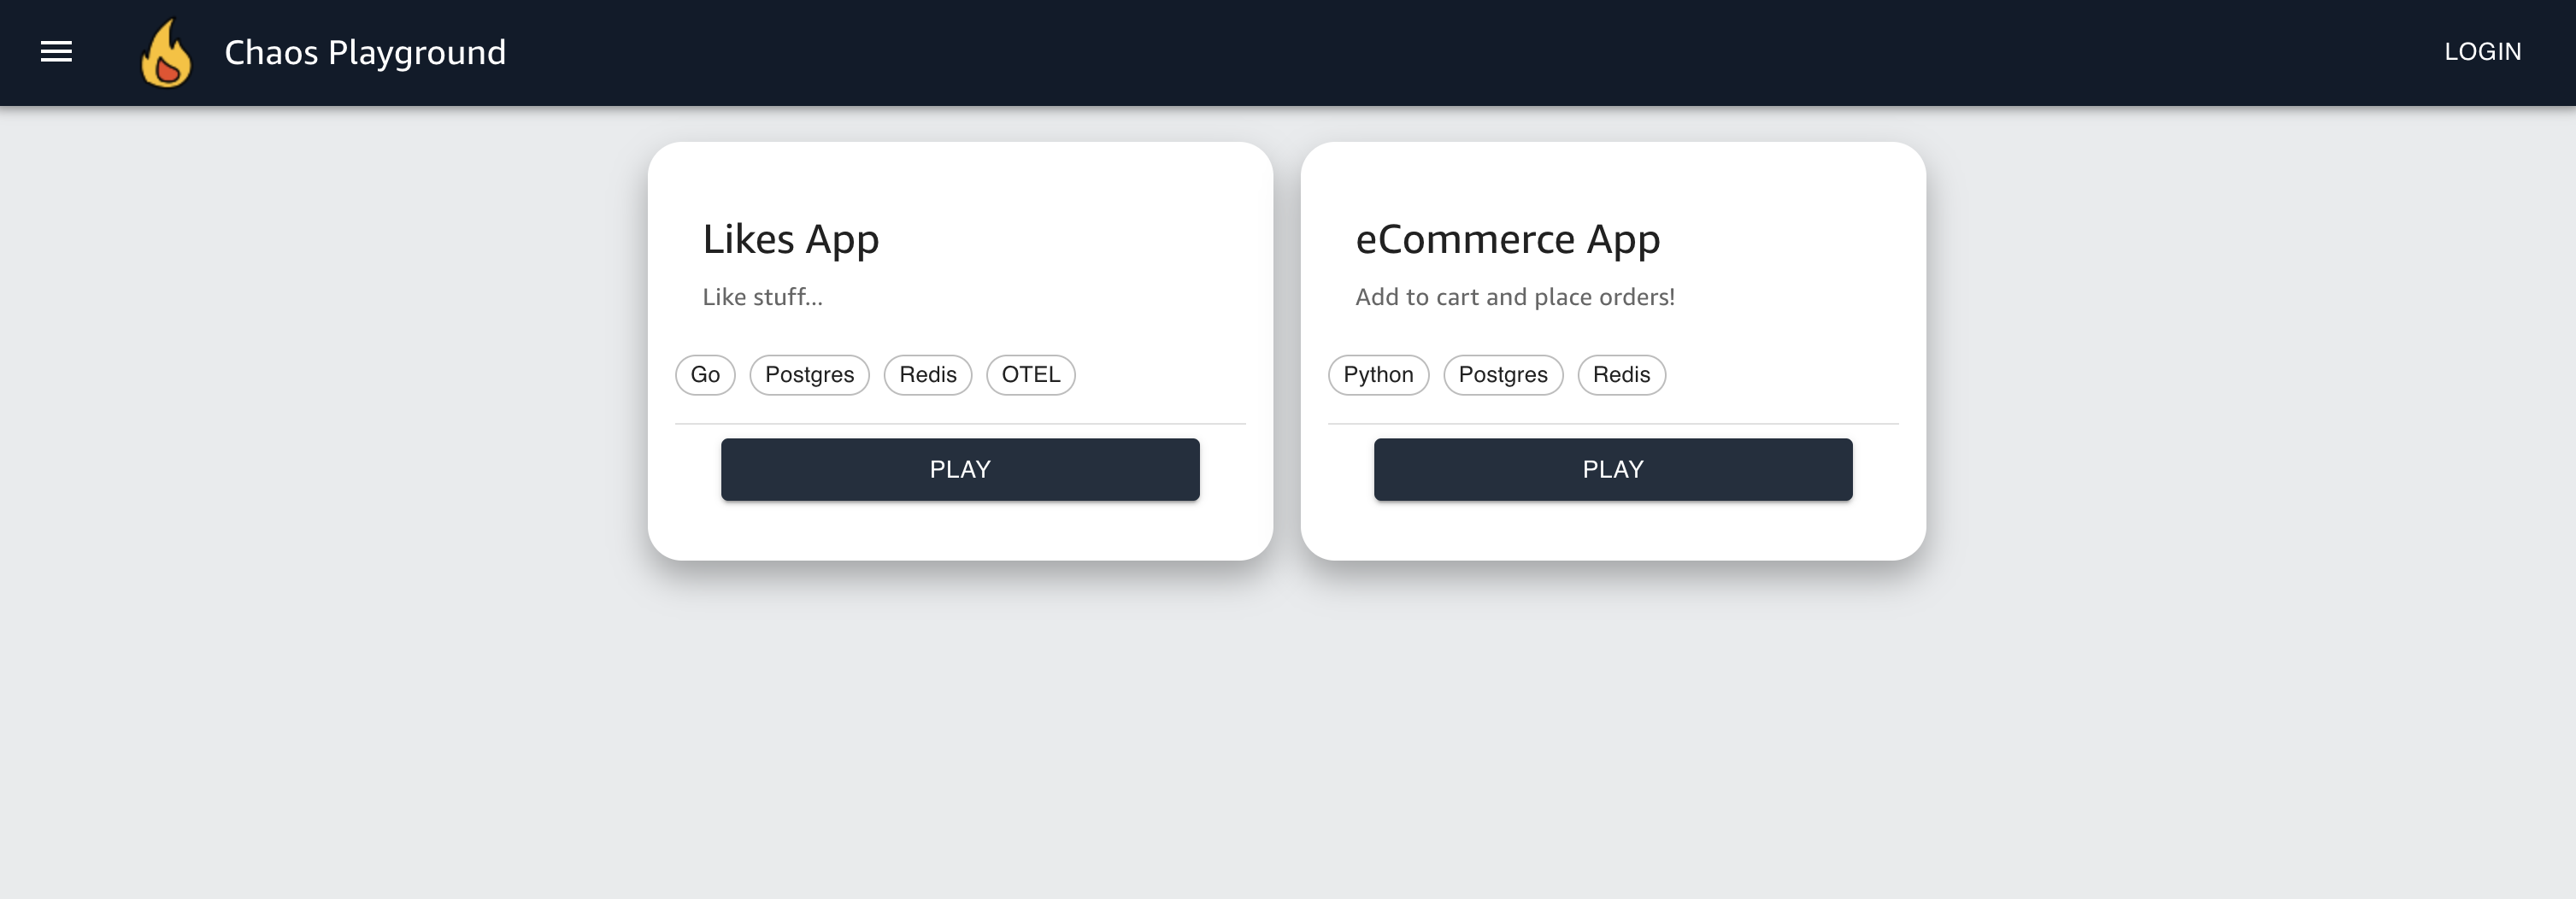 Chaos Playground
LOGIN
Likes App
Like stuff...
Go Postgres Redis OTEL
PLAY
eCommerce App
Add to cart and place orders!
Python Postgres Redis
PLAY